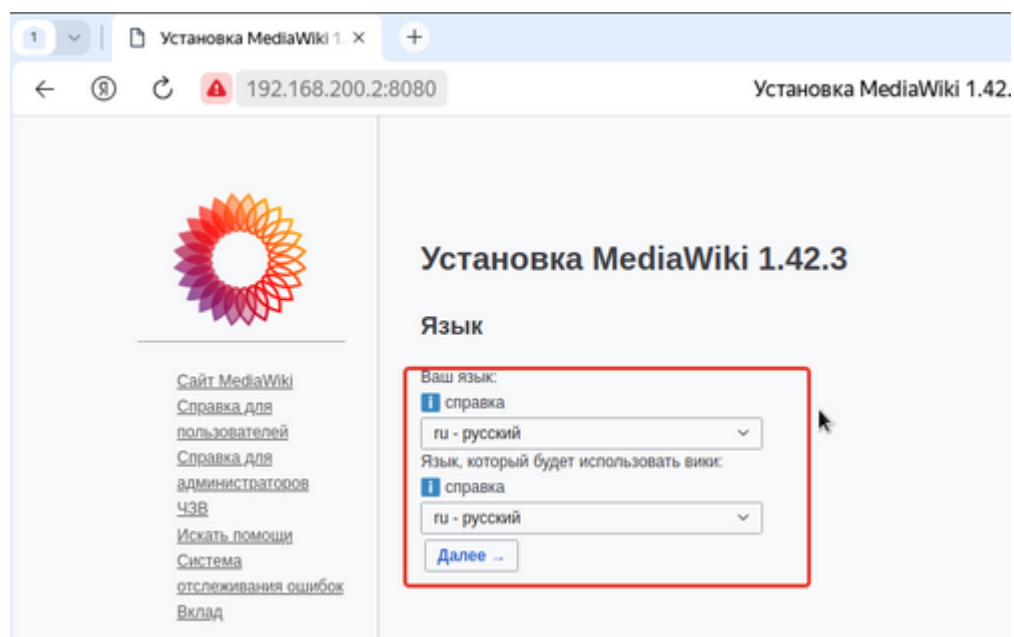 1
Установка MediaWiki 1.
192.168.200.2:8080
Установка MediaWiki 1.42.
Установка MediaWiki 1.42.3
Язык
Ваш язык:
справка
ru - русский
Язык, который будет использовать вики:
справка
ru - русский
Далее →
Сайт MediaWiki
Справка для
пользователей
Справка для
администраторов
ЧЗВ
Искать помощи
Система
отслеживания ошибок
Вклад